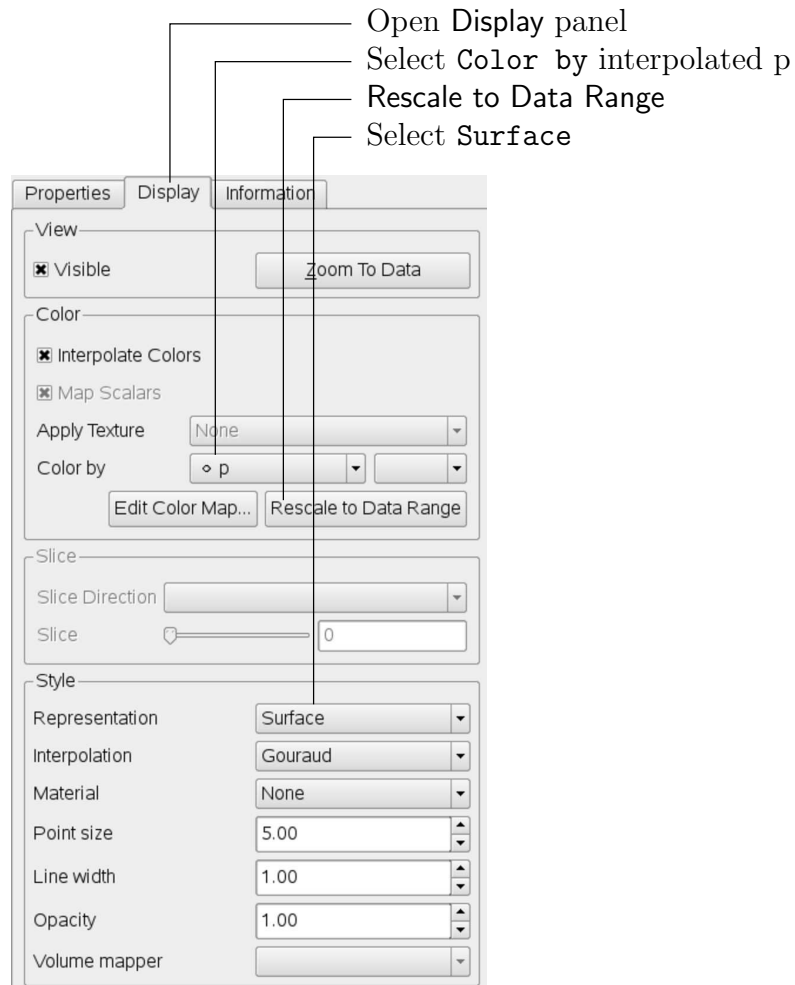 Open Display panel
Select Color by interpolated p
Rescale to Data Range
Select Surface
Properties Display Information
View
Visible Zoom To Data
Color
Interpolate Colors
Map Scalars
Apply Texture None
Color by p
Edit Color Map... Rescale to Data Range
Slice
Slice Direction
Slice 0
Style
Representation Surface
Interpolation Gouraud
Material None
Point size 5.00
Line width 1.00
Opacity 1.00
Volume mapper